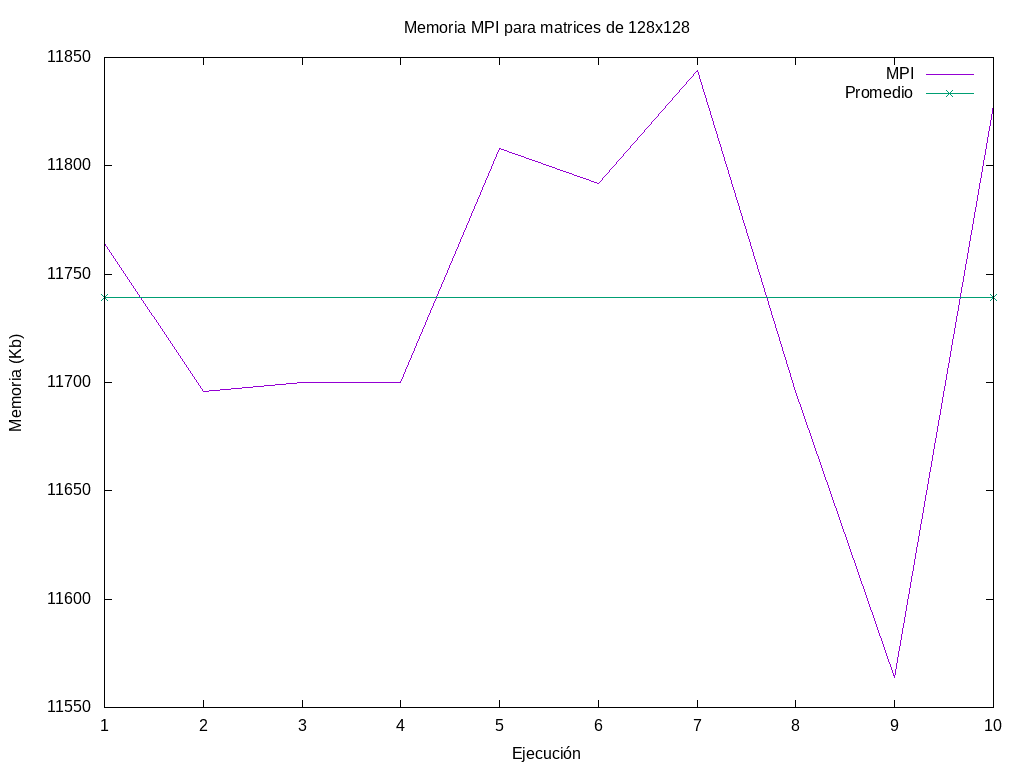 Memoria MPI para matrices de 128x128
11850
11800
11750
11700
11650
11600
11550
Memoria (Kb)
MPI
Promedio
1 2 3 4 5 6 7 8 9 10
Ejecución